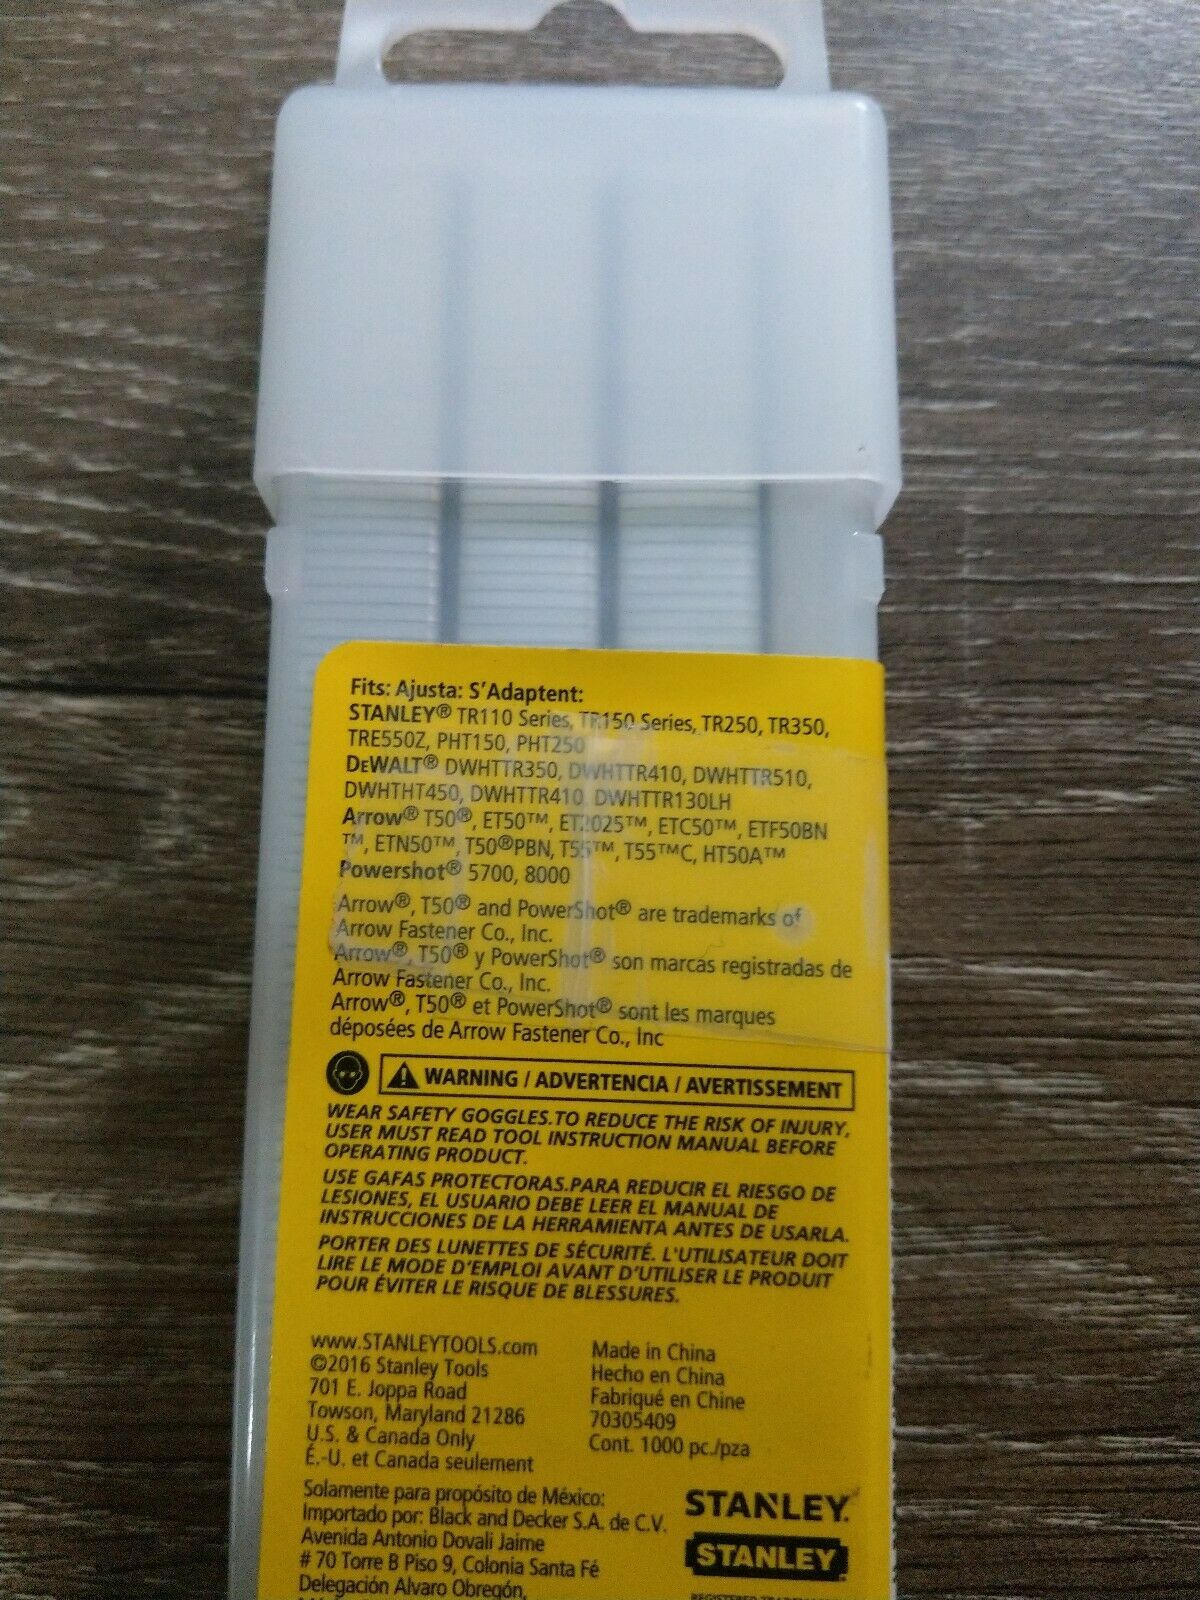 Fits: Ajusta: S'Adaptent:
STANLEY® TR110 Series, TR150 Series, TR250, TR350,
TRE550Z, PHT150, PHT250
DEWALT® DWHTTR350, DWHTTR410, DWHTTR510,
DWHTHT450, DWHTTR410, DWHTTR130LH
Arrow® T50®, ET50™, ET2025™, ETC50™, ETF50BN
™, ETN50™, T50®PBN, T55™, T55™C, HT50A™
Powershot® 5700, 8000
Arrow®, T50® and PowerShot® are trademarks of
Arrow Fastener Co., Inc.
Arrow®, T50® y PowerShot® son marcas registradas de
Arrow Fastener Co., Inc.
Arrow®, T50® et PowerShot® sont les marques
déposées de Arrow Fastener Co., Inc
WARNING / ADVERTENCIA / AVERTISSEMENT
WEAR SAFETY GOGGLES.TO REDUCE THE RISK OF INJURY,
USER MUST READ TOOL INSTRUCTION MANUAL BEFORE
OPERATING PRODUCT.
USE GAFAS PROTECTORAS.PARA REDUCIR EL RIESGO DE
LESIONES, EL USUARIO DEBE LEER EL MANUAL DE
INSTRUCCIONES DE LA HERRAMIENTA ANTES DE USARLA.
PORTER DES LUNETTES DE SÉCURITÉ. L'UTILISATEUR DOIT
LIRE LE MODE D'EMPLOI AVANT D'UTILISER LE PRODUIT
POUR ÉVITER LE RISQUE DE BLESSURES.
www.STANLEYTOOLS.com
©2016 Stanley Tools
701 E. Joppa Road
Towson, Maryland 21286
U.S. & Canada Only
É.-U. et Canada seulement
Made in China
Hecho en China
Fabriqué en Chine
70305409
Cont. 1000 pc./pza
Solamente para propósito de México:
Importado por: Black and Decker S.A. de C.V.
Avenida Antonio Dovali Jaime
# 70 Torre B Piso 9, Colonia Santa Fé
Delegación Alvaro Obregón,
STANLEY.
STANLEY